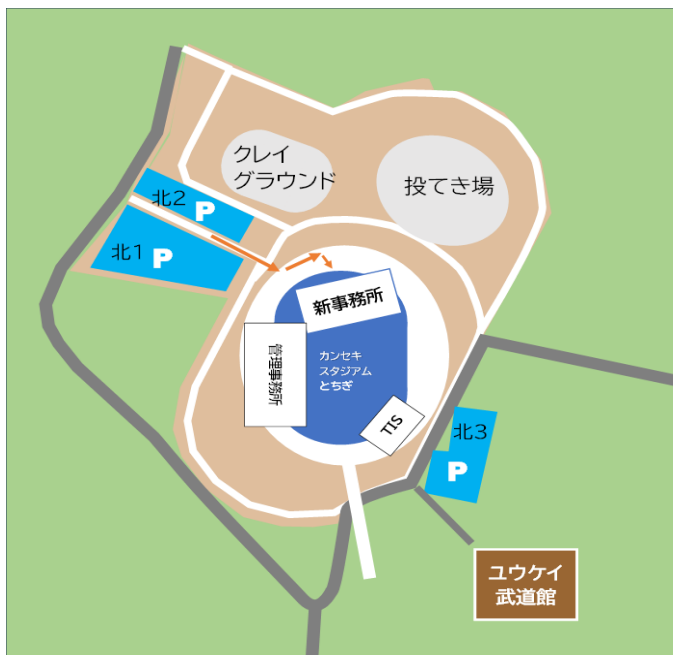 クレイ
グラウンド
投てき場
北2
P
北1
P
新事務所
管理事務所
カンセキ
スタジアム
とちぎ
TIS
北3
P
ユウケイ
武道館